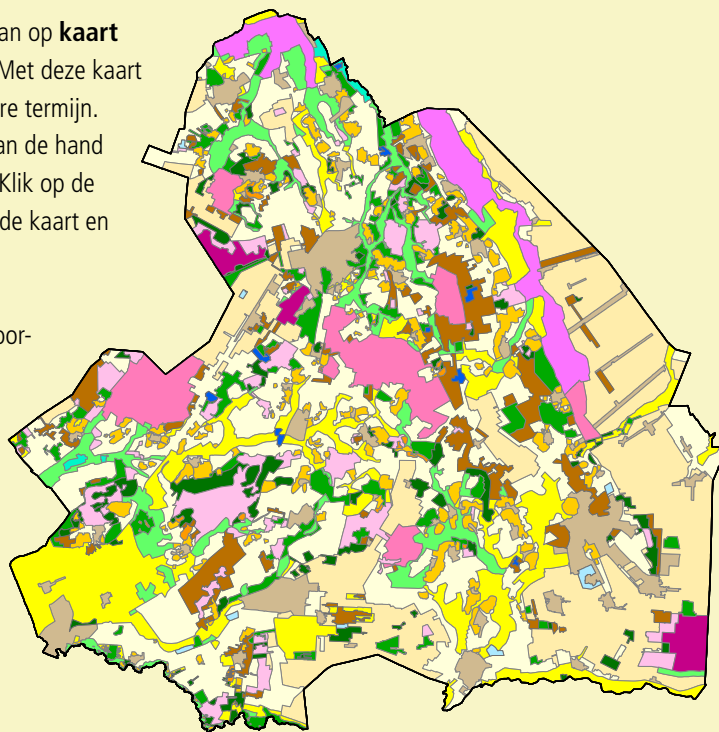 an op kaart
Met deze kaart
re termijn.
an de hand
Klik op de
de kaart en
oor-